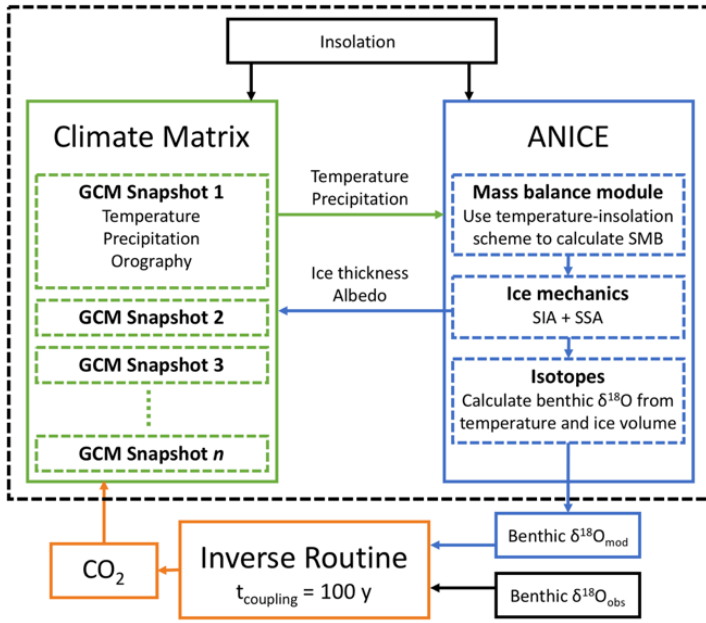 Insolation
Climate Matrix
GCM Snapshot 1
Temperature
Precipitation
Orography
GCM Snapshot 2
GCM Snapshot 3
GCM Snapshot n
Temperature
Precipitation
Ice thickness
Albedo
ANICE
Mass balance module
Use temperature-insolation
scheme to calculate SMB
Ice mechanics
SIA + SSA
Isotopes
Calculate benthic δ¹⁸O from
temperature and ice volume
Benthic δ¹⁸Omod
Benthic δ¹⁸Oobs
Inverse Routine
tcoupling = 100 y
CO₂